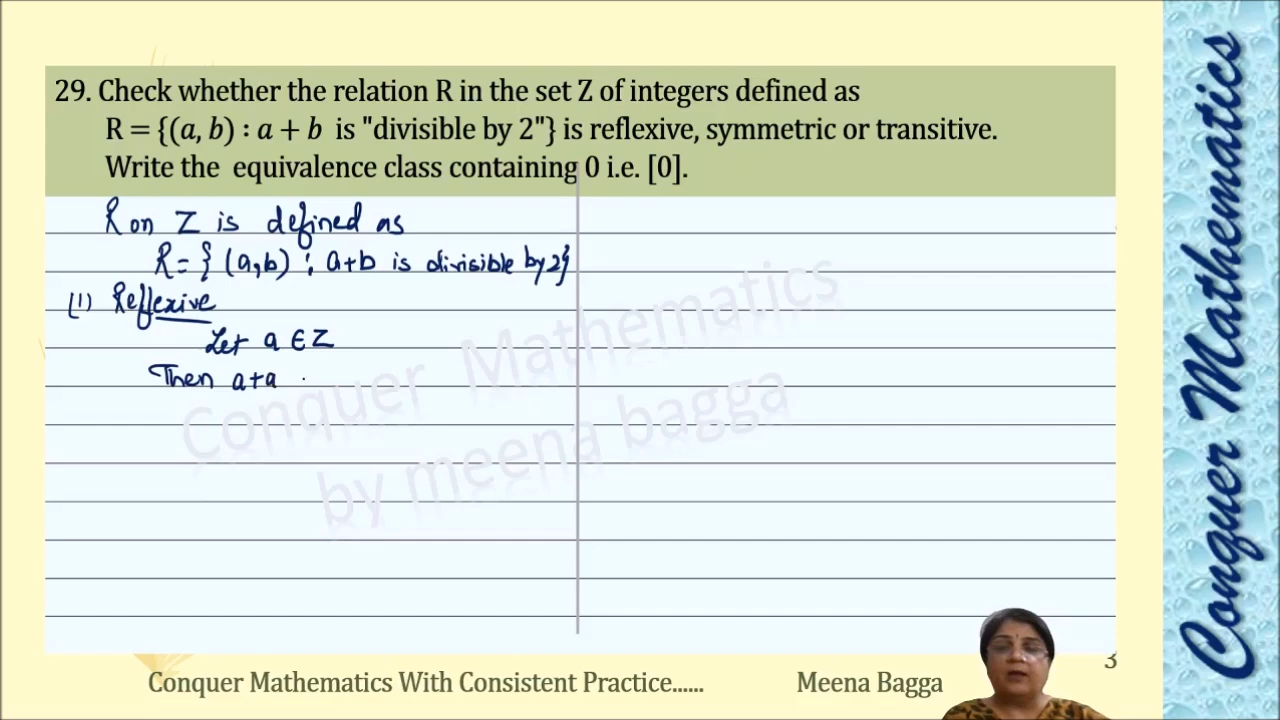 29. Check whether the relation R in the set Z of integers defined as
R = {(a, b) : a + b is "divisible by 2"} is reflexive, symmetric or transitive.
Write the equivalence class containing 0 i.e. [0].
R on Z is defined as
R = { (a,b) : a+b is divisible by 2}
(1) Reflexive
Let a ∈ Z
Then a+a
Conquer Mathematics
by meena bagga
Conquer Mathematics With Consistent Practice......
Meena Bagga
3
Conquer Mathematics